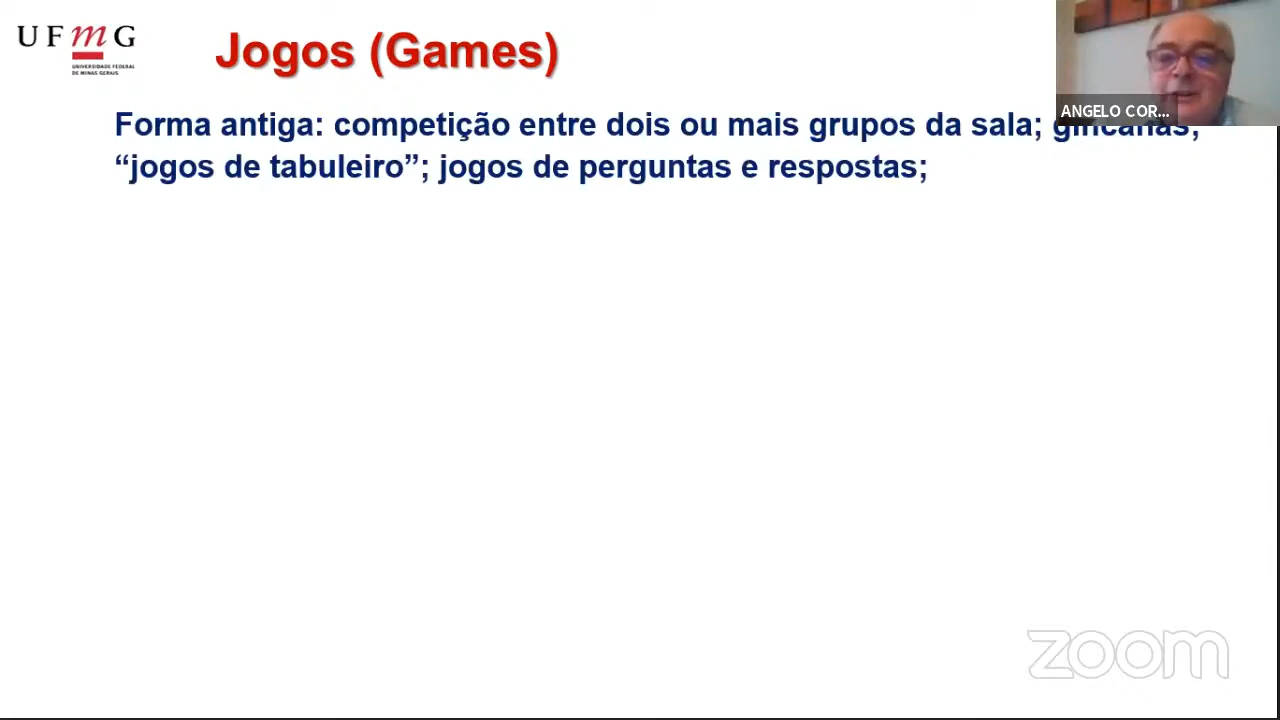 UFmG
UNIVERSIDADE FEDERAL
DE MINAS GERAIS
Jogos (Games)
ANGELO COR...
Forma antiga: competição entre dois ou mais grupos da sala; gincanas;
“jogos de tabuleiro”; jogos de perguntas e respostas;
zoom